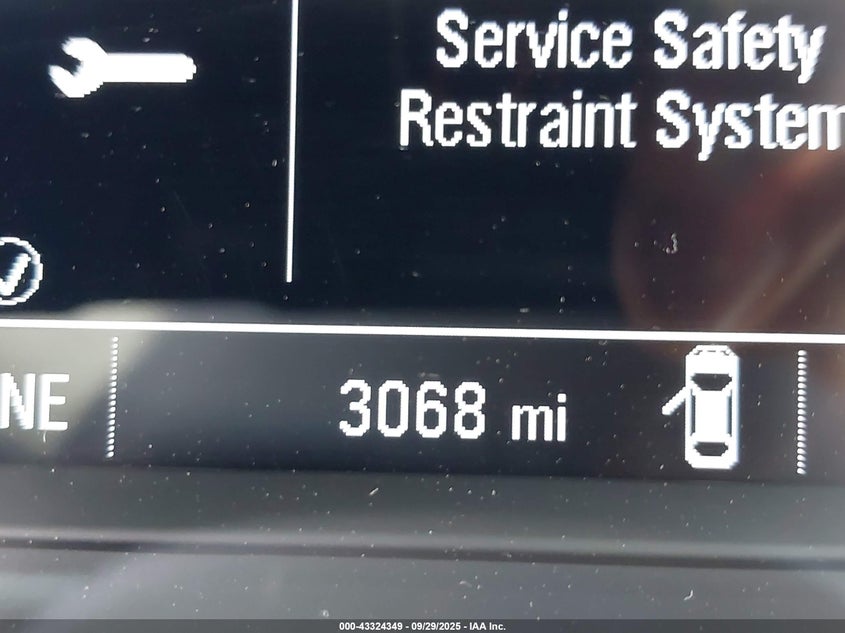 Service Safety
Restraint System
NE
3068 mi
000-43324349 - 09/29/2025 - IAA Inc.